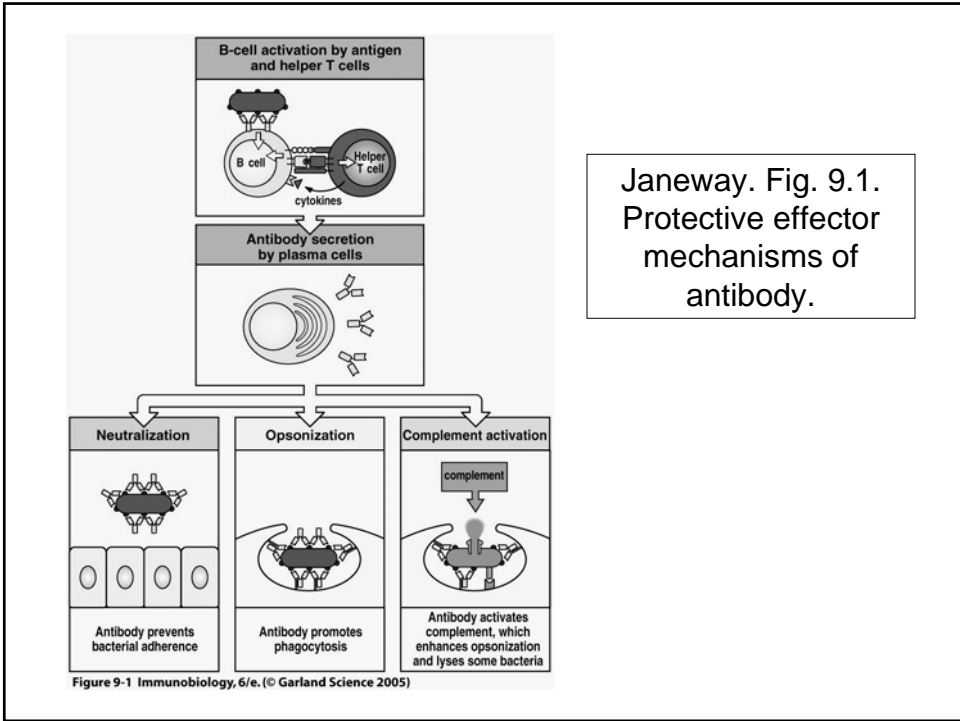 B-cell activation by antigen
and helper T cells
B cell
Helper
T cell
cytokines
Antibody secretion
by plasma cells
Neutralization
Antibody prevents
bacterial adherence
Opsonization
Antibody promotes
phagocytosis
Complement activation
complement
Antibody activates
complement, which
enhances opsonization
and lyses some bacteria
Figure 9-1 Immunobiology, 6/e. (© Garland Science 2005)
Janeway. Fig. 9.1.
Protective effector
mechanisms of
antibody.